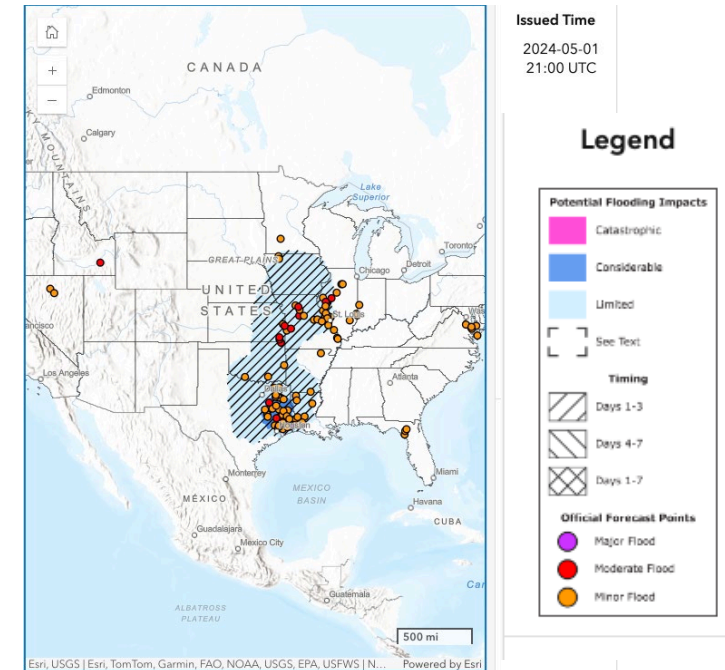 Issued Time
2024-05-01
21:00 UTC
CANADA
Edmonton
Calgary
MOUNTAINS
Lake
Superior
Toronto
GREAT PLAINS
Detroit
Chicago
UNITED
STATES
St. Louis
ancisco
Los Angeles
Atlanta
Dallas
Houston
Monterrey
MÉXICO
MEXICO
BASIN
Miami
Havana
CUBA
Guadalajara
Mexico City
Guatemala
Car
ALBATROSS
PLATEAU
500 mi
Esri, USGS | Esri, TomTom, Garmin, FAO, NOAA, USGS, EPA, USFWS | N...
Powered by Esri
Legend
Potential Flooding Impacts
Catastrophic
Considerable
Limited
See Text
Timing
Days 1-3
Days 4-7
Days 1-7
Official Forecast Points
Major Flood
Moderate Flood
Minor Flood